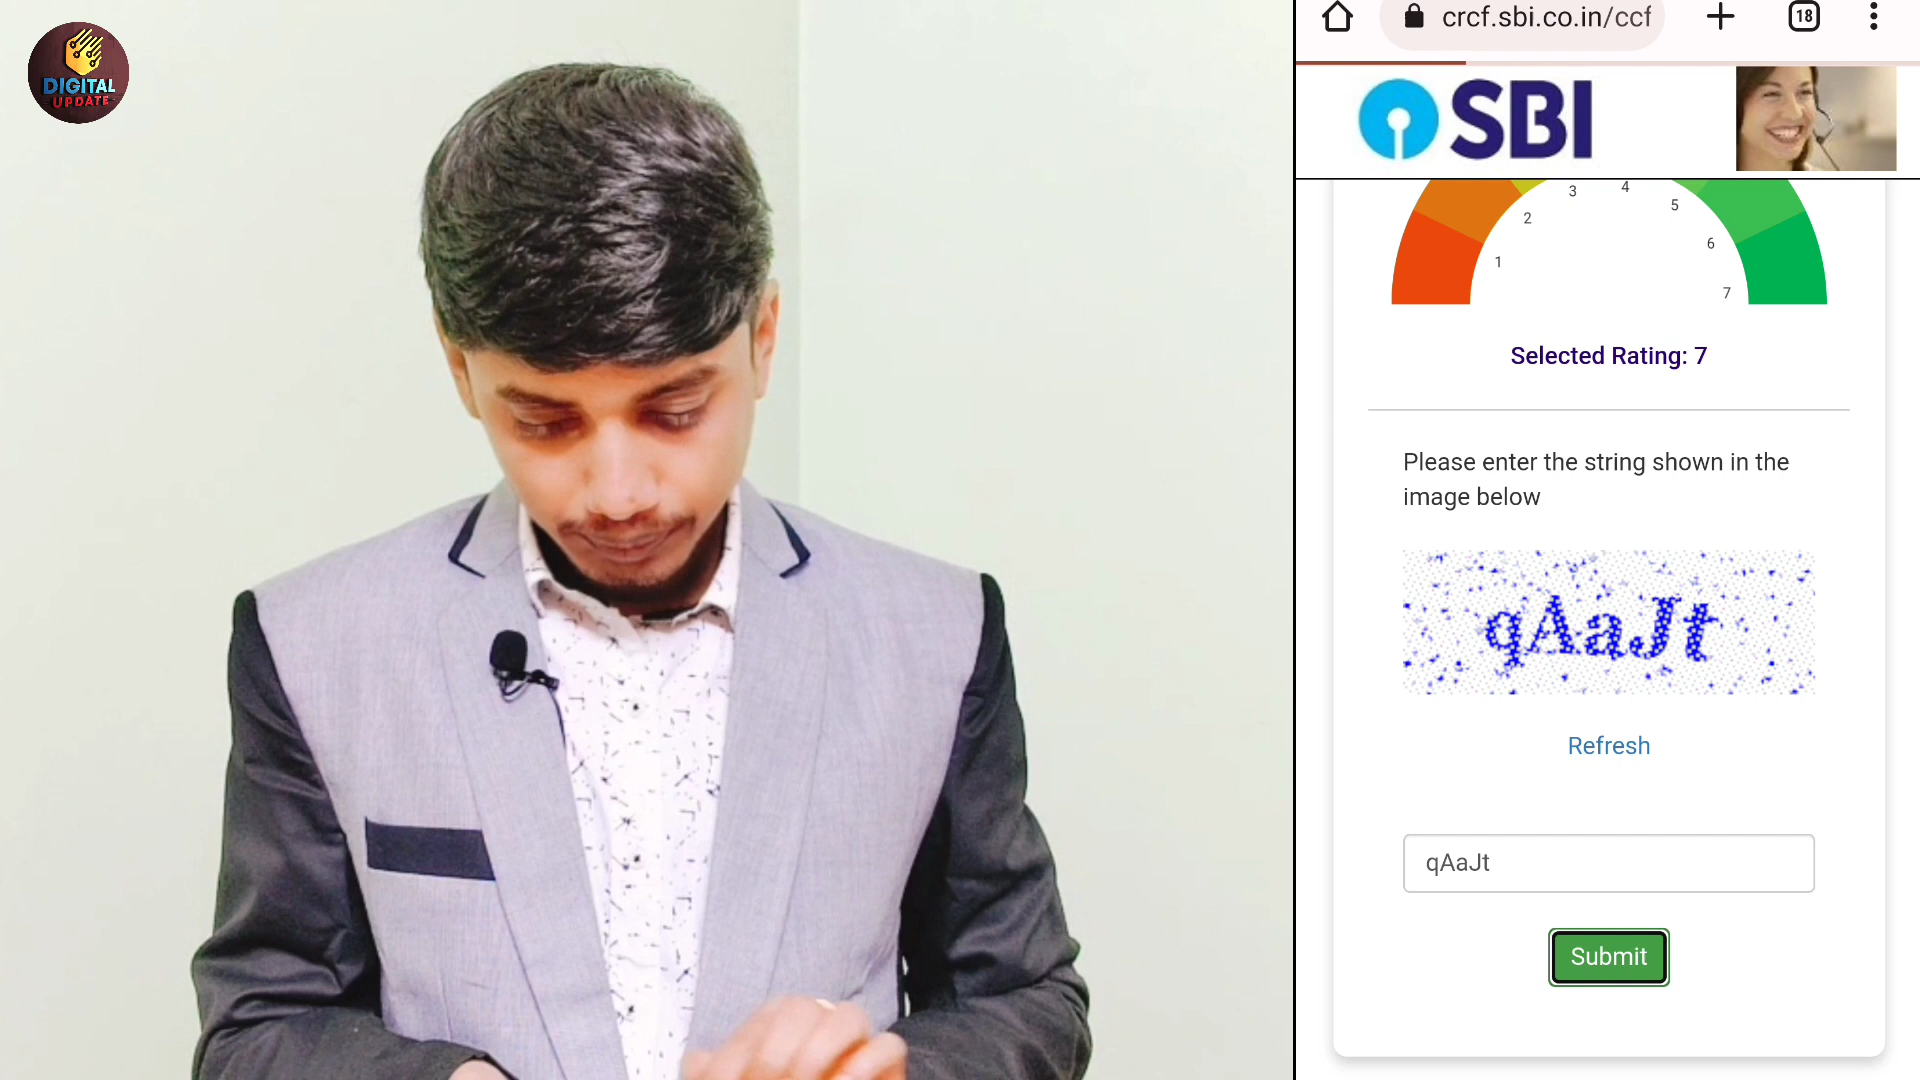 DIGITAL
UPDATE
18
crcf.sbi.co.in/ccf
SBI
1
2
3
4
5
6
7
Selected Rating: 7
Please enter the string shown in the
image below
qAaJt
Refresh
qAaJt
Submit